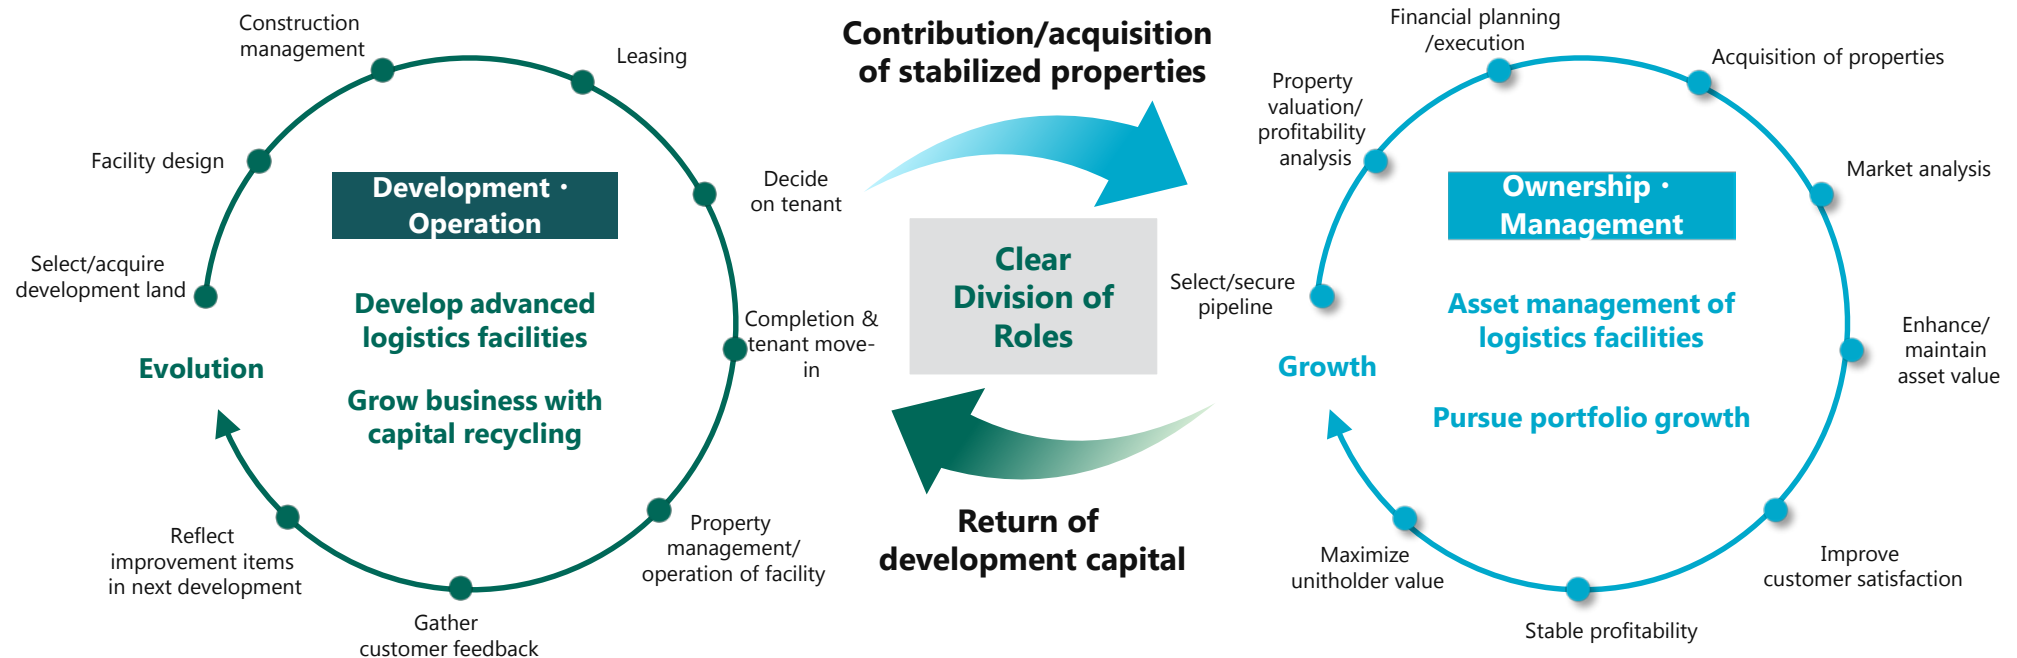 Construction
management
Leasing
Facility design
Decide
on tenant
Select/acquire
development land
Completion &
tenant move-
in
Property
management/
operation of facility
Gather
customer feedback
Reflect
improvement items
in next development
Evolution
Development・
Operation
Develop advanced
logistics facilities
Grow business with
capital recycling
Contribution/acquisition
of stabilized properties
Clear
Division of
Roles
Return of
development capital
Financial planning
/execution
Acquisition of properties
Property
valuation/
profitability
analysis
Market analysis
Select/secure
pipeline
Enhance/
maintain
asset value
Improve
customer satisfaction
Stable profitability
Maximize
unitholder value
Growth
Ownership・
Management
Asset management of
logistics facilities
Pursue portfolio growth